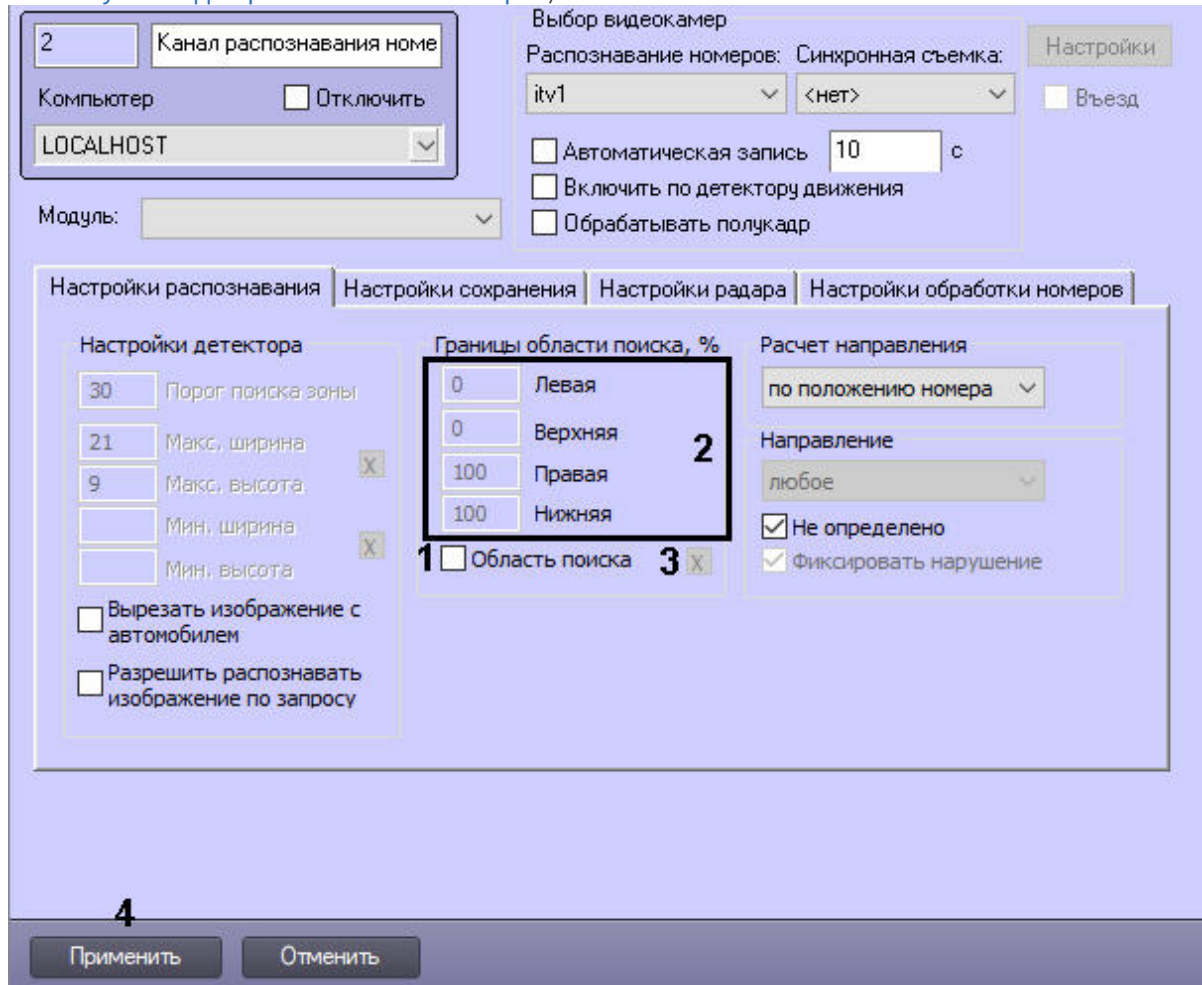 2 Канал распознавания номе
Компьютер Отключить
LOCALHOST
Модуль:
Выбор видеокамер
Распознавание номеров: Синхронная съемка:
itv1 <нет>
Автоматическая запись 10 с
Включить по детектору движения
Обрабатывать полукадр
Настройки
Въезд
Настройки распознавания Настройки сохранения Настройки радара Настройки обработки номеров
Настройки детектора
30 Порог поиска зоны
21 Макс. ширина
9 Макс. высота
X
Мин. ширина
Мин. высота
X
Вырезать изображение с
автомобилем
Разрешить распознавать
изображение по запросу
Границы области поиска, %
0 Левая
0 Верхняя
100 Правая
100 Нижняя
2
1 Область поиска 3 X
Расчет направления
по положению номера
Направление
любое
Не определено
Фиксировать нарушение
4
Применить Отменить